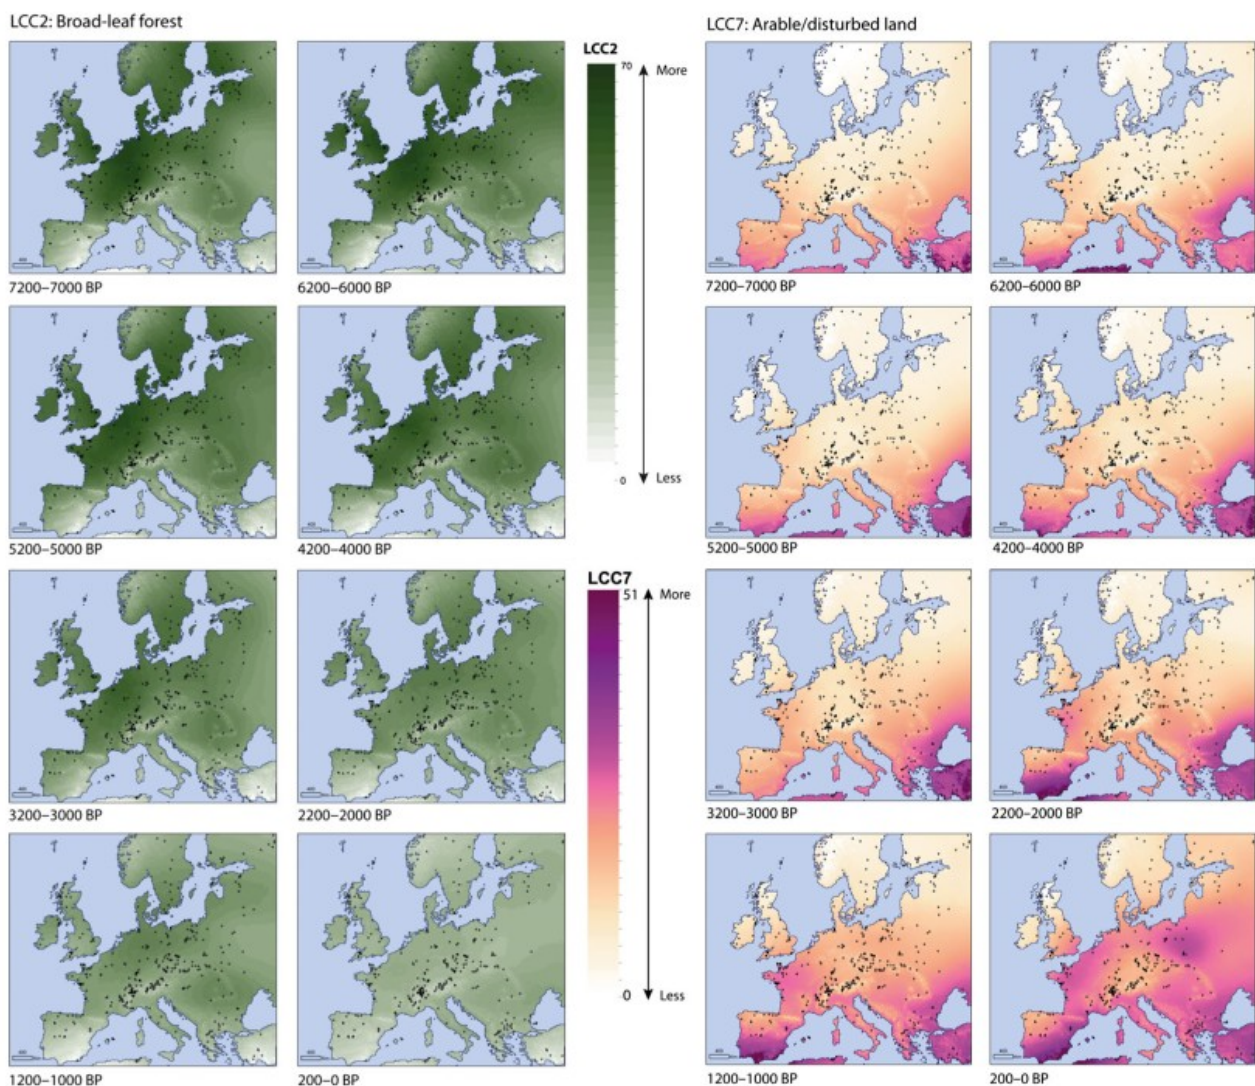 LCC2: Broad-leaf forest
7200–7000 BP
6200–6000 BP
5200–5000 BP
4200–4000 BP
3200–3000 BP
2200–2000 BP
1200–1000 BP
200–0 BP
LCC2
70
More
0
Less
LCC7
51
More
0
Less
LCC7: Arable/disturbed land
7200–7000 BP
6200–6000 BP
5200–5000 BP
4200–4000 BP
3200–3000 BP
2200–2000 BP
1200–1000 BP
200–0 BP